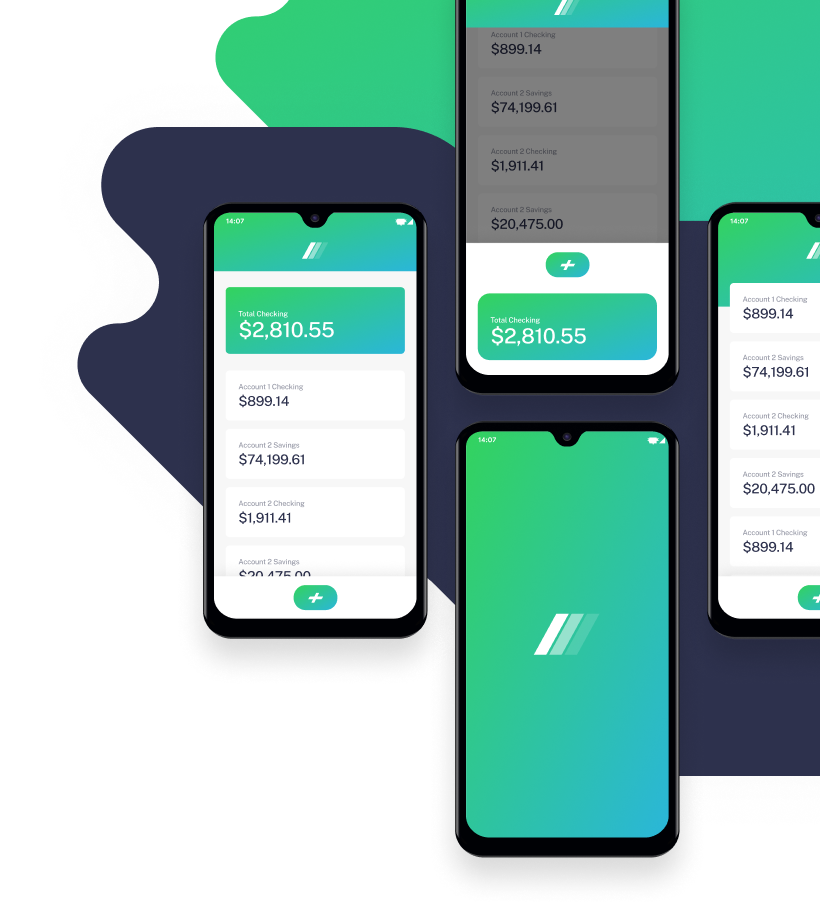 Account 1 Checking
$899.14
Account 2 Savings
$74,199.61
Account 2 Checking
$1,911.41
Account 2 Savings
$20,475.00
Total Checking
$2,810.55
14:07
Total Checking
$2,810.55
Account 1 Checking
$899.14
Account 2 Savings
$74,199.61
Account 2 Checking
$1,911.41
Account 2 Savings
$20,475.00
14:07
14:07
Account 1 Checking
$899.14
Account 2 Savings
$74,199.61
Account 2 Checking
$1,911.41
Account 2 Savings
$20,475.00
Account 1 Checking
$899.14